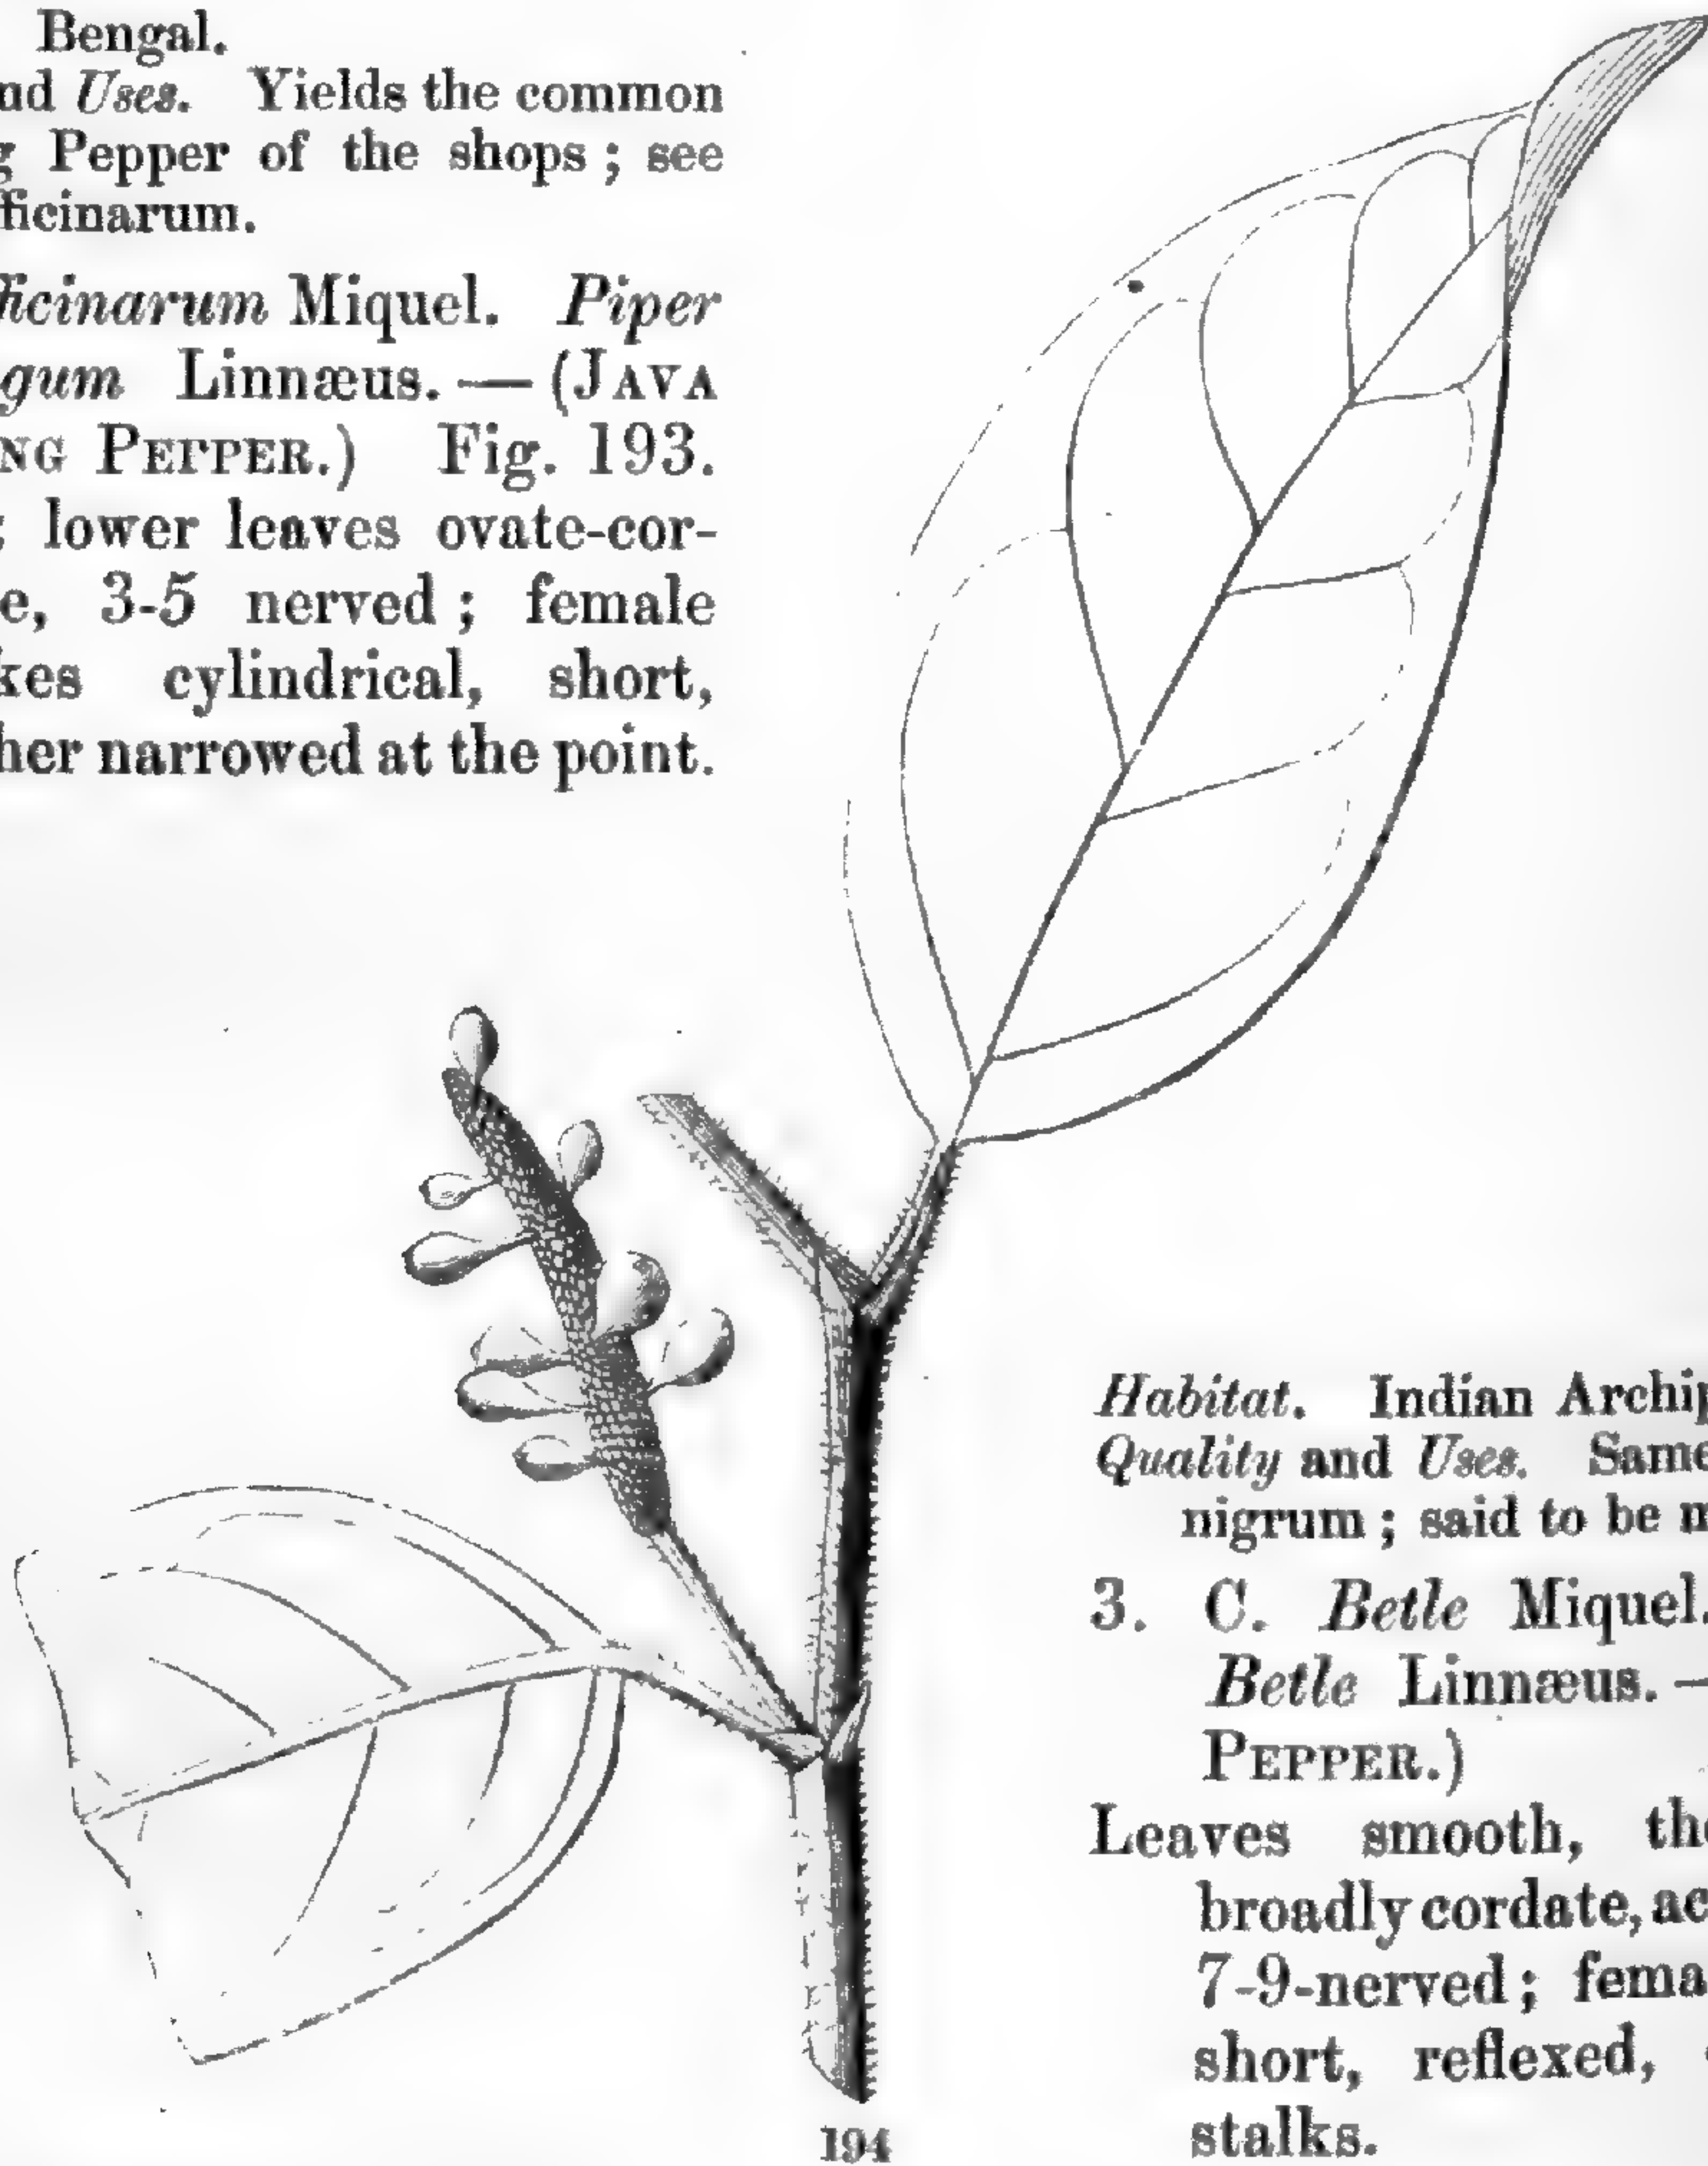 Bengal.
nd Uses. Yields the common
g Pepper of the shops; see
ficinarum.
ficinarum Miquel. Piper
gum Linnæus.—(JAVA
NG PEPPER.) Fig. 193.
; lower leaves ovate-cor-
e, 3-5 nerved; female
kes cylindrical, short,
her narrowed at the point.
Habitat. Indian Archip
Quality and Uses. Same
nigrum; said to be m
3. C. Betle Miquel.
Betle Linnæus.—
PEPPER.)
Leaves smooth, the
broadly cordate, ac
7-9-nerved; fema
short, reflexed,
stalks.
194